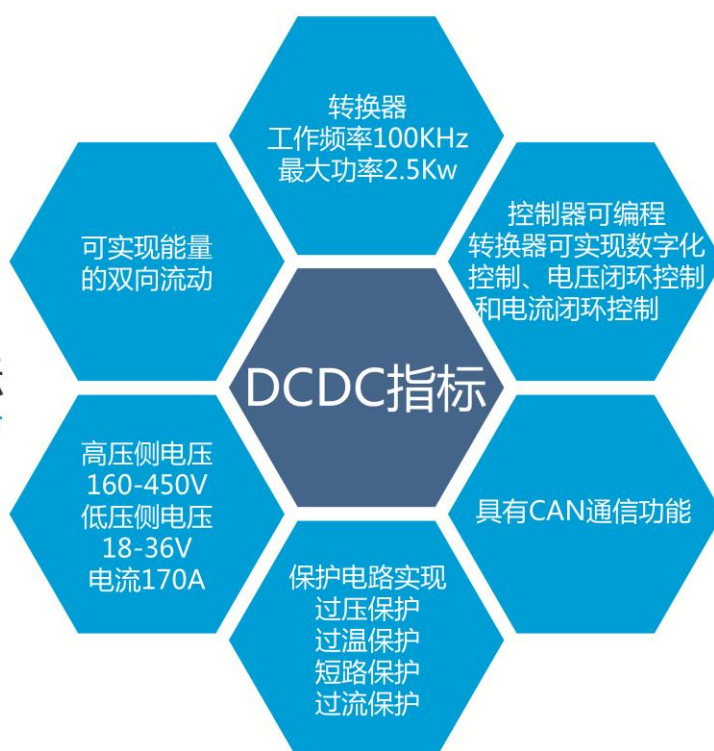 转换器
工作频率100KHz
最大功率2.5Kw
可实现能量
的双向流动
控制器可编程
转换器可实现数字化
控制、电压闭环控制
和电流闭环控制
DCDC指标
高压侧电压
160-450V
低压侧电压
18-36V
电流170A
具有CAN通信功能
保护电路实现
过压保护
过温保护
短路保护
过流保护